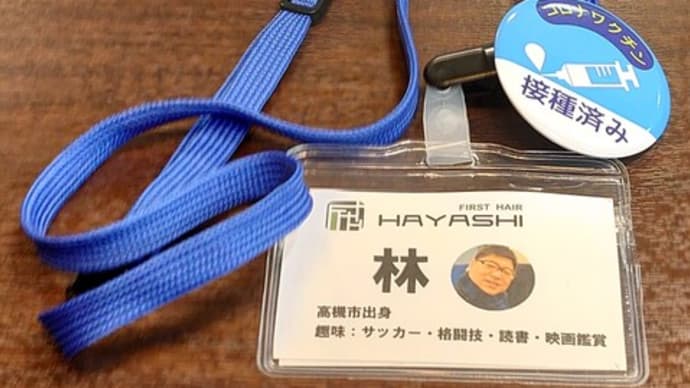 コロナワクチン
接種済み
FIRST HAIR
HAYASHI
林
高槻市出身
趣味：サッカー・格闘技・読書・映画鑑賞